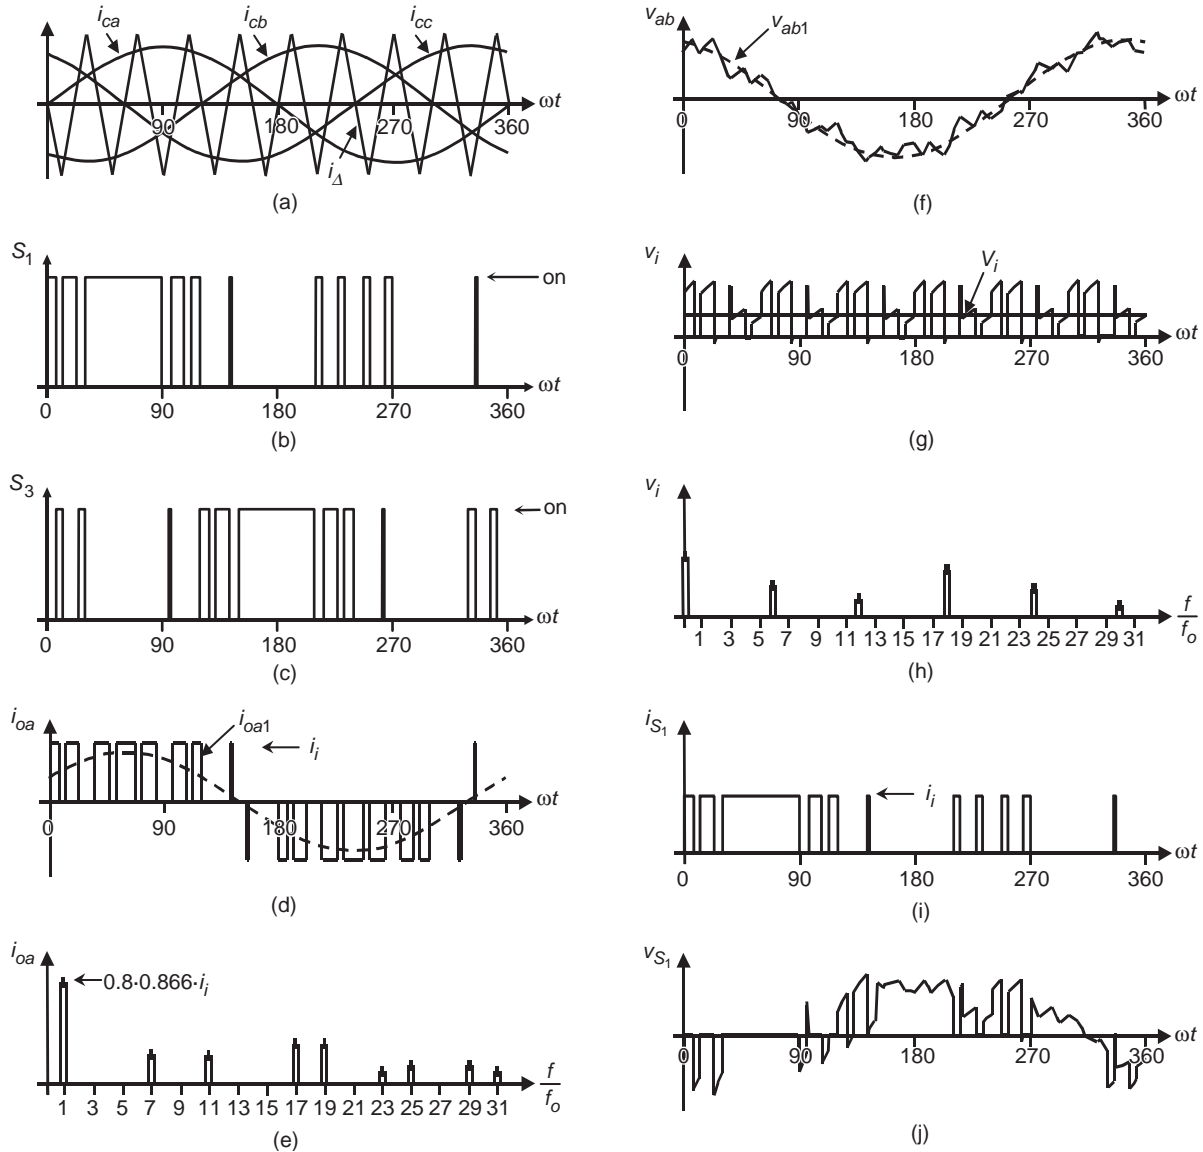 i_ca i_cb i_cc
ωt
90 180 270 360
i_Δ
(a)
S_1
on
ωt
0 90 180 270 360
(b)
S_3
on
ωt
0 90 180 270 360
(c)
i_oa
i_oa1
i_i
ωt
0 90 180 270 360
(d)
i_oa
0.8·0.866·i_i
f/f_o
1 3 5 7 9 11 13 15 17 19 21 23 25 27 29 31
(e)
v_ab
v_ab1
ωt
0 90 180 270 360
(f)
v_i
V_i
ωt
0 90 180 270 360
(g)
v_i
f/f_o
1 3 5 7 9 11 13 15 17 19 21 23 25 27 29 31
(h)
i_S1
i_i
ωt
0 90 180 270 360
(i)
v_S1
ωt
0 90 180 270 360
(j)